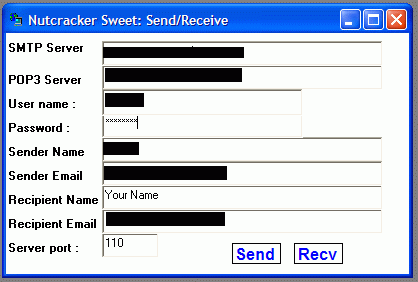 Nutcracker Sweet: Send/Receive
SMTP Server
POP3 Server
User name :
Password : xxxxxxxx
Sender Name
Sender Email
Recipient Name Your Name
Recipient Email
Server port : 110
Send Recv